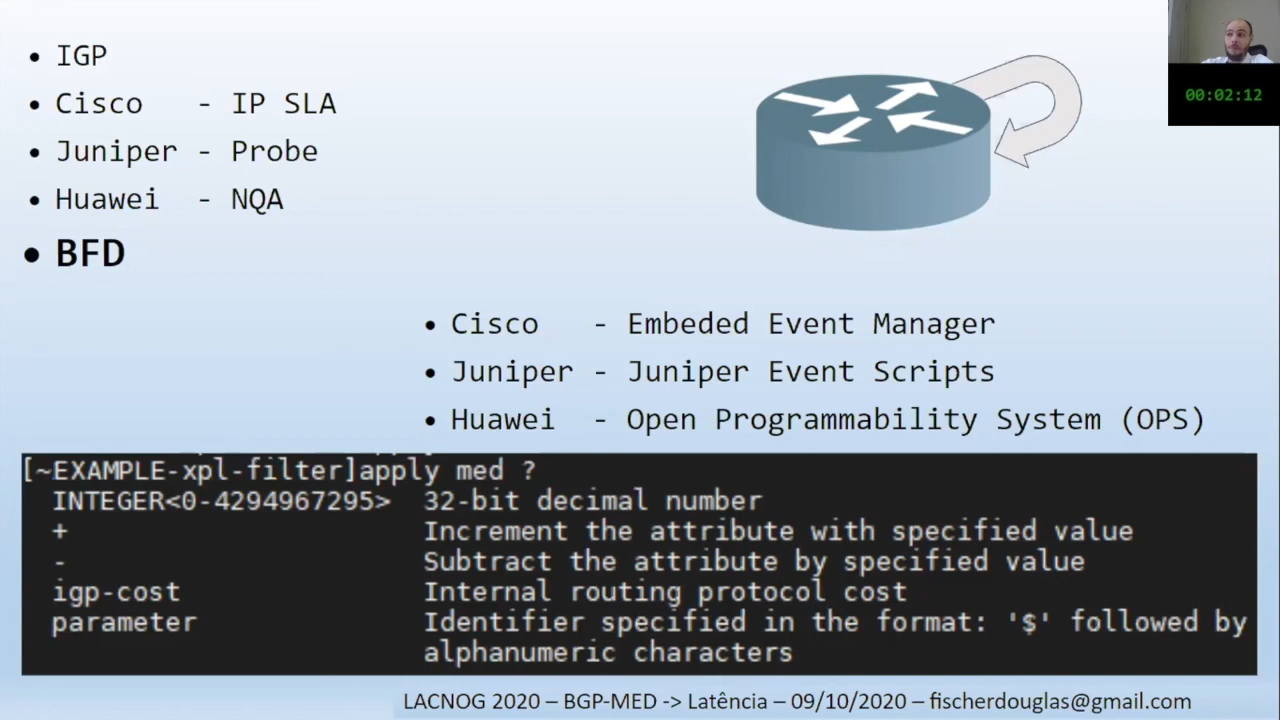 • IGP
• Cisco - IP SLA
• Juniper - Probe
• Huawei - NQA
• BFD
00:02:12
• Cisco - Embeded Event Manager
• Juniper - Juniper Event Scripts
• Huawei - Open Programmability System (OPS)
[~EXAMPLE-xpl-filter]apply med ?
INTEGER<0-4294967295> 32-bit decimal number
+ Increment the attribute with specified value
- Subtract the attribute by specified value
igp-cost Internal routing protocol cost
parameter Identifier specified in the format: '$' followed by
alphanumeric characters
LACNOG 2020 – BGP-MED -> Latência – 09/10/2020 – fischerdouglas@gmail.com